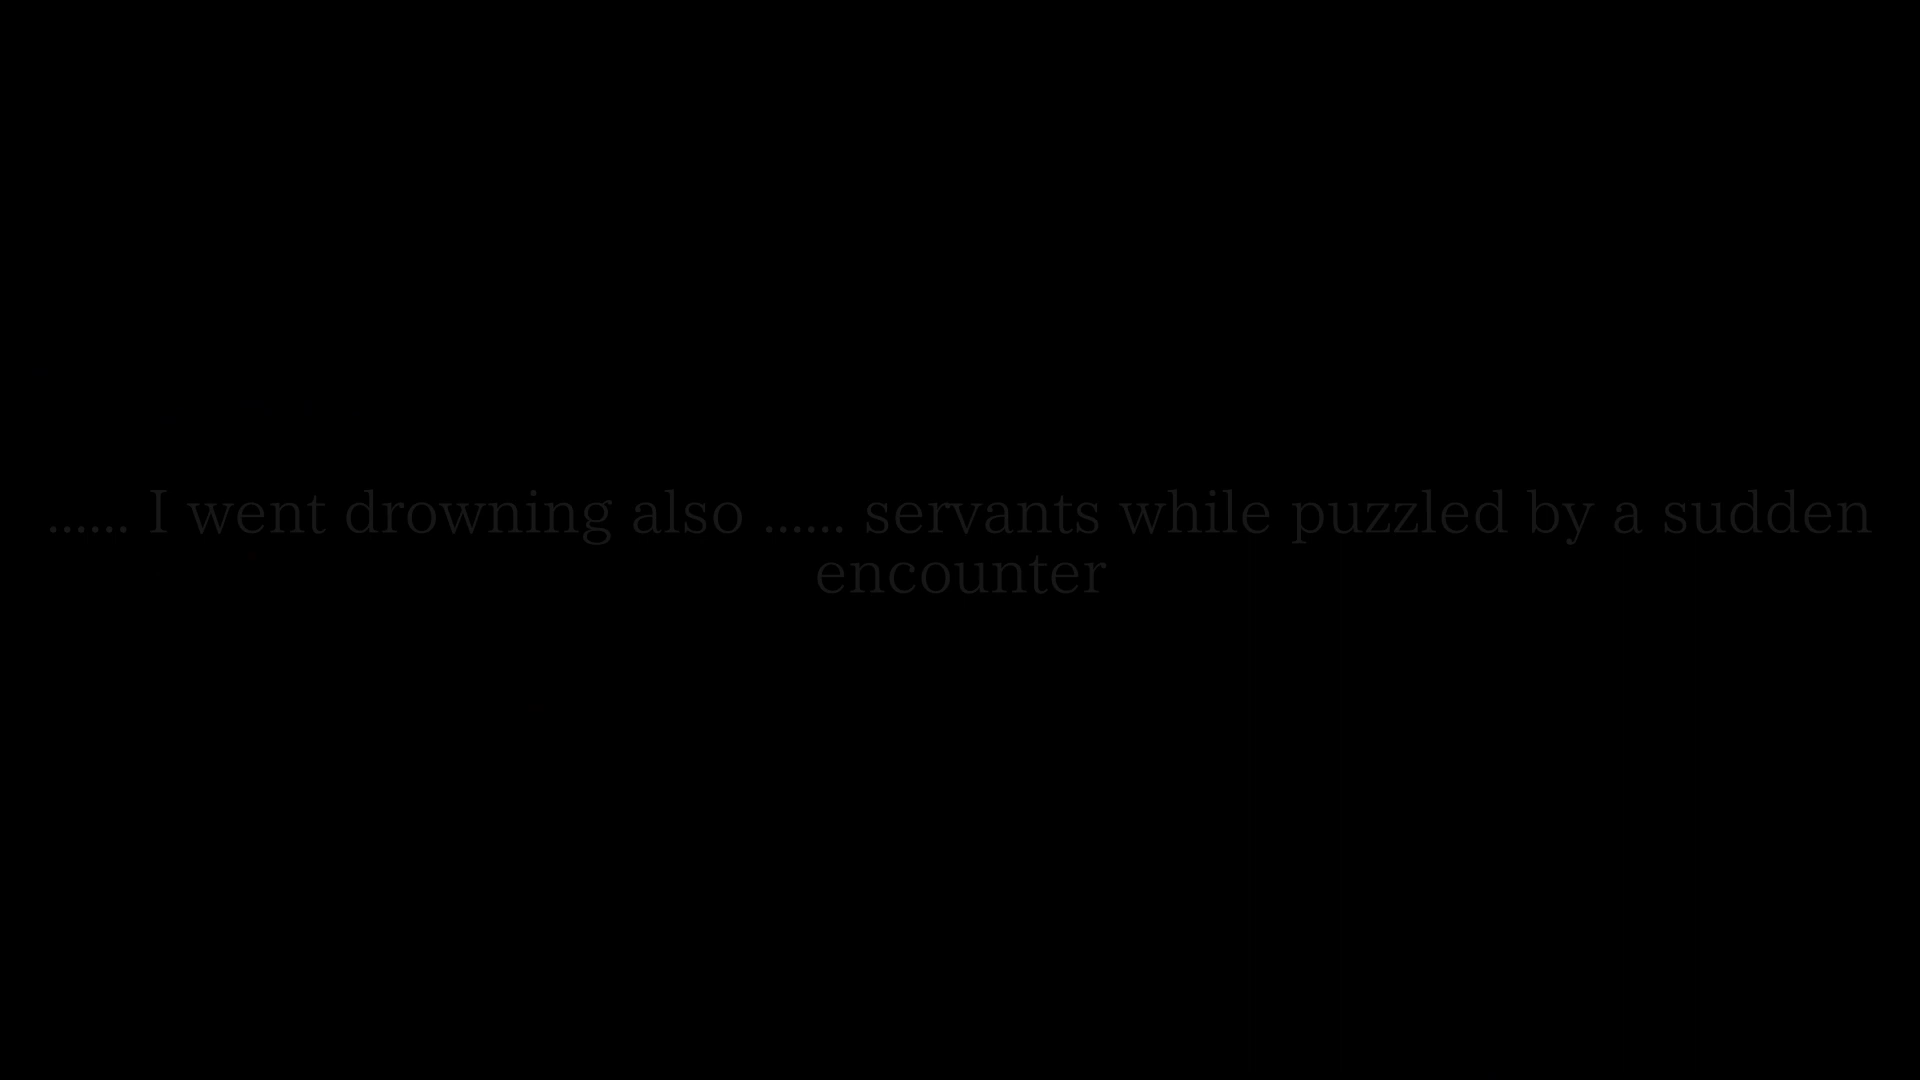 ...... I went drowning also ...... servants while puzzled by a sudden
encounter